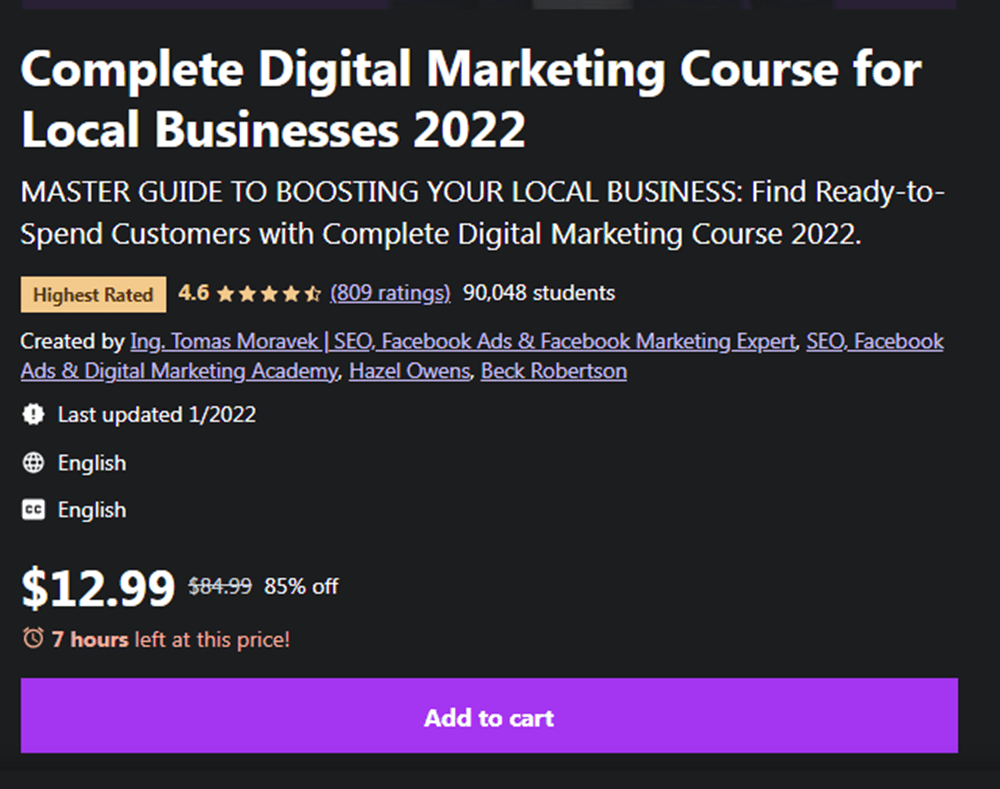 Complete Digital Marketing Course for
Local Businesses 2022
MASTER GUIDE TO BOOSTING YOUR LOCAL BUSINESS: Find Ready-to-
Spend Customers with Complete Digital Marketing Course 2022.
Highest Rated 4.6 (809 ratings) 90,048 students
Created by Ing. Tomas Moravek | SEO, Facebook Ads & Facebook Marketing Expert, SEO, Facebook
Ads & Digital Marketing Academy, Hazel Owens, Beck Robertson
Last updated 1/2022
English
CC English
$12.99 $84.99 85% off
7 hours left at this price!
Add to cart